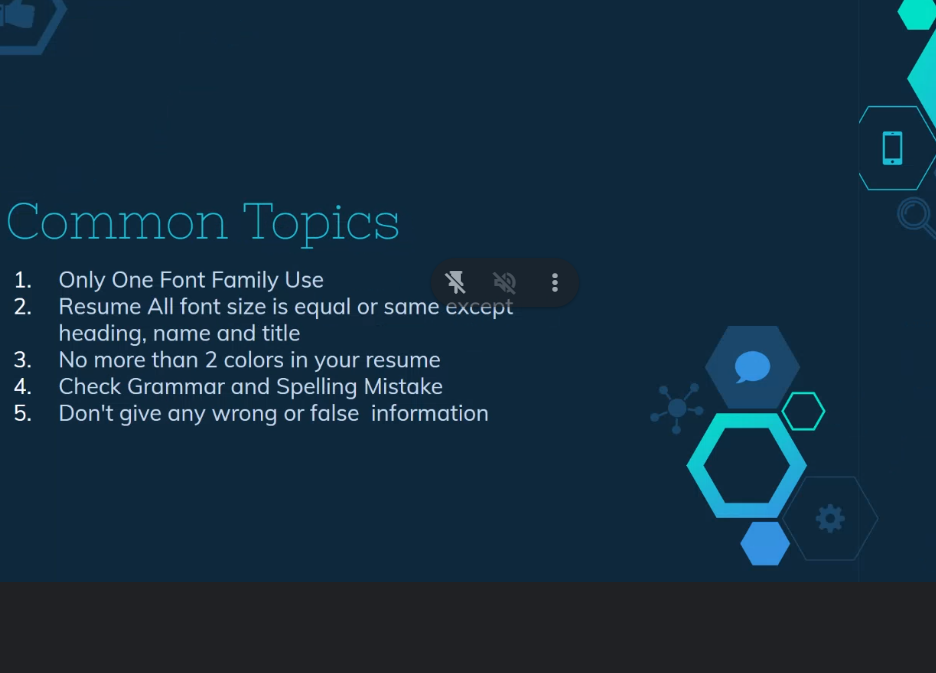 Common Topics
1. Only One Font Family Use
2. Resume All font size is equal or same except
heading, name and title
3. No more than 2 colors in your resume
4. Check Grammar and Spelling Mistake
5. Don't give any wrong or false  information